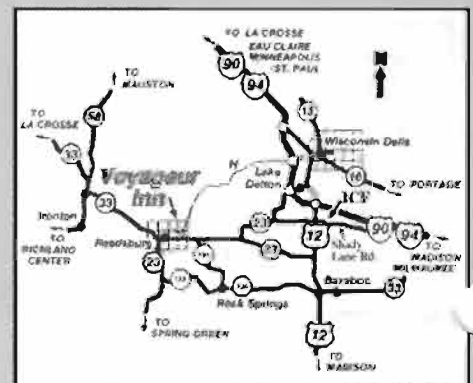 TO LA CROSSE
EAU CLAIRE
MINNEAPOLIS
ST. PAUL
90
94
TO
MAUSTON
58
TO
LA CROSSE
33
13
Wisconsin Dells
Voyageur
Inn
H
Lake
Delton
16
TO PORTAGE
ICF
Ironton
33
23
90
94
TO
RICHLAND
CENTER
Reedsburg
12
Shady
Lane Rd.
TO
MADISON
MILWAUKEE
23
23
Baraboo
33
Rock Springs
TO
SPRING GREEN
12
TO
MADISON